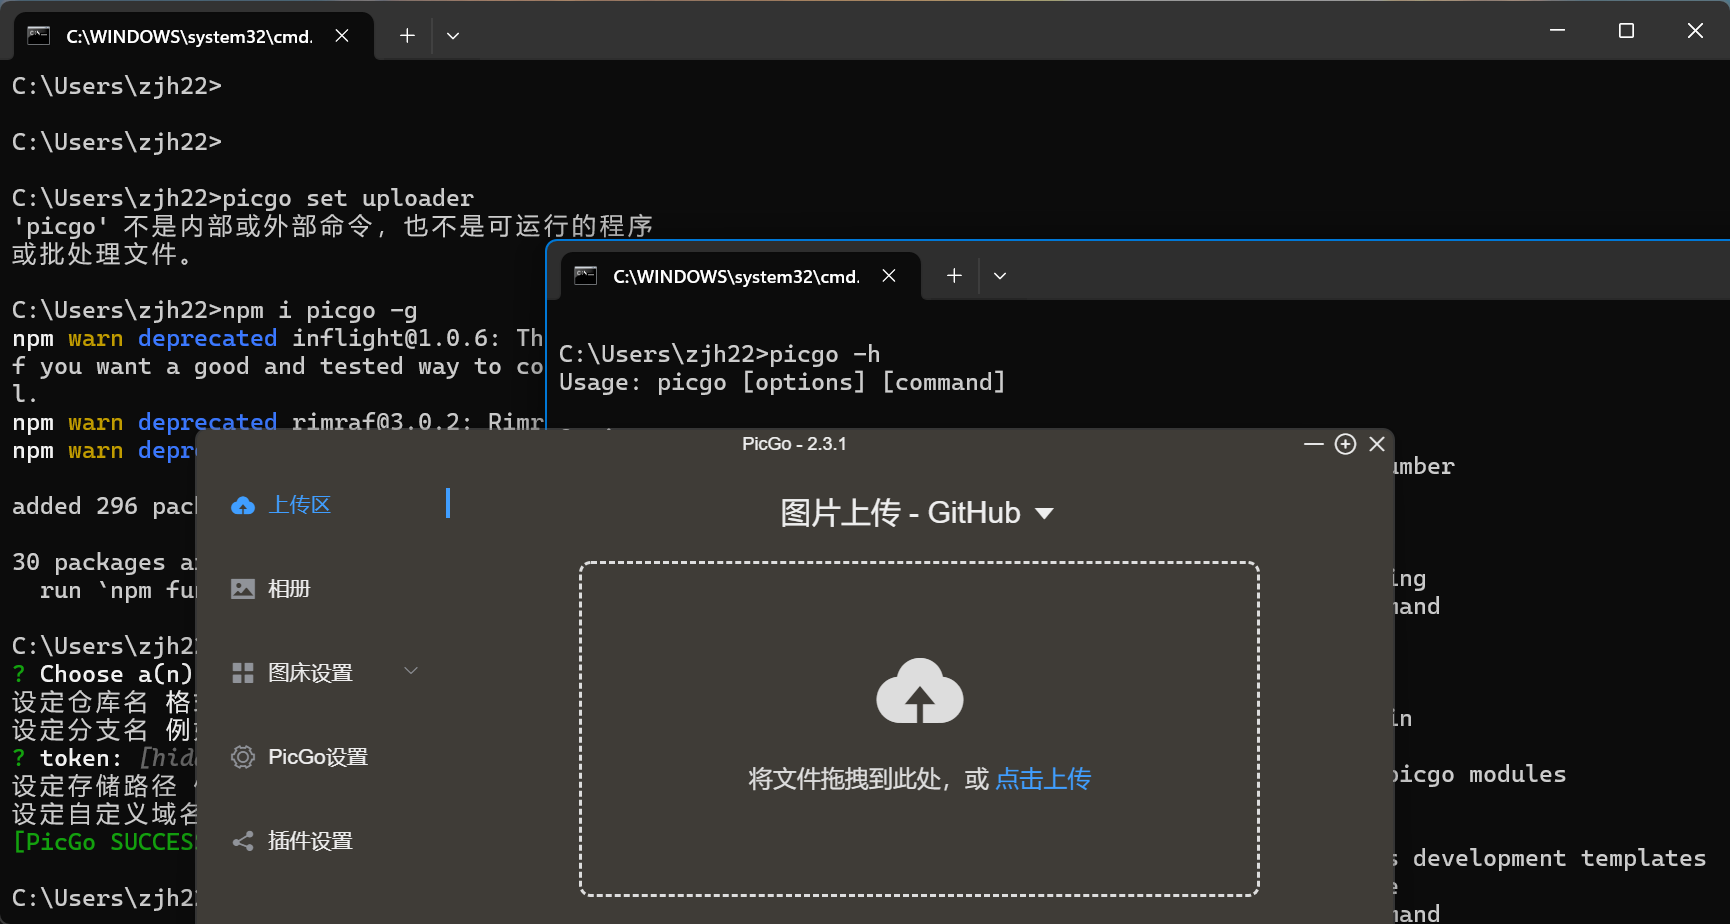 C:\WINDOWS\system32\cmd.
C:\Users\zjh22>
C:\Users\zjh22>
C:\Users\zjh22>picgo set uploader
'picgo' 不是内部或外部命令，也不是可运行的程序
或批处理文件。
C:\Users\zjh22>npm i picgo -g
npm warn deprecated inflight@1.0.6: Th
f you want a good and tested way to co
l.
npm warn deprecated rimraf@3.0.2: Rimr
npm warn depr
added 296 pac
30 packages a
run `npm fu
C:\Users\zjh2
? Choose a(n)
设定仓库名 格
设定分支名 例
? token: [hid
设定存储路径
设定自定义域名
[PicGo SUCCES
C:\Users\zjh2
C:\WINDOWS\system32\cmd.
C:\Users\zjh22>picgo -h
Usage: picgo [options] [command]
umber
ing
mand
in
picgo modules
s development templates
e
mand
PicGo - 2.3.1
上传区
相册
图床设置
PicGo设置
插件设置
图片上传 - GitHub
将文件拖拽到此处，或 点击上传